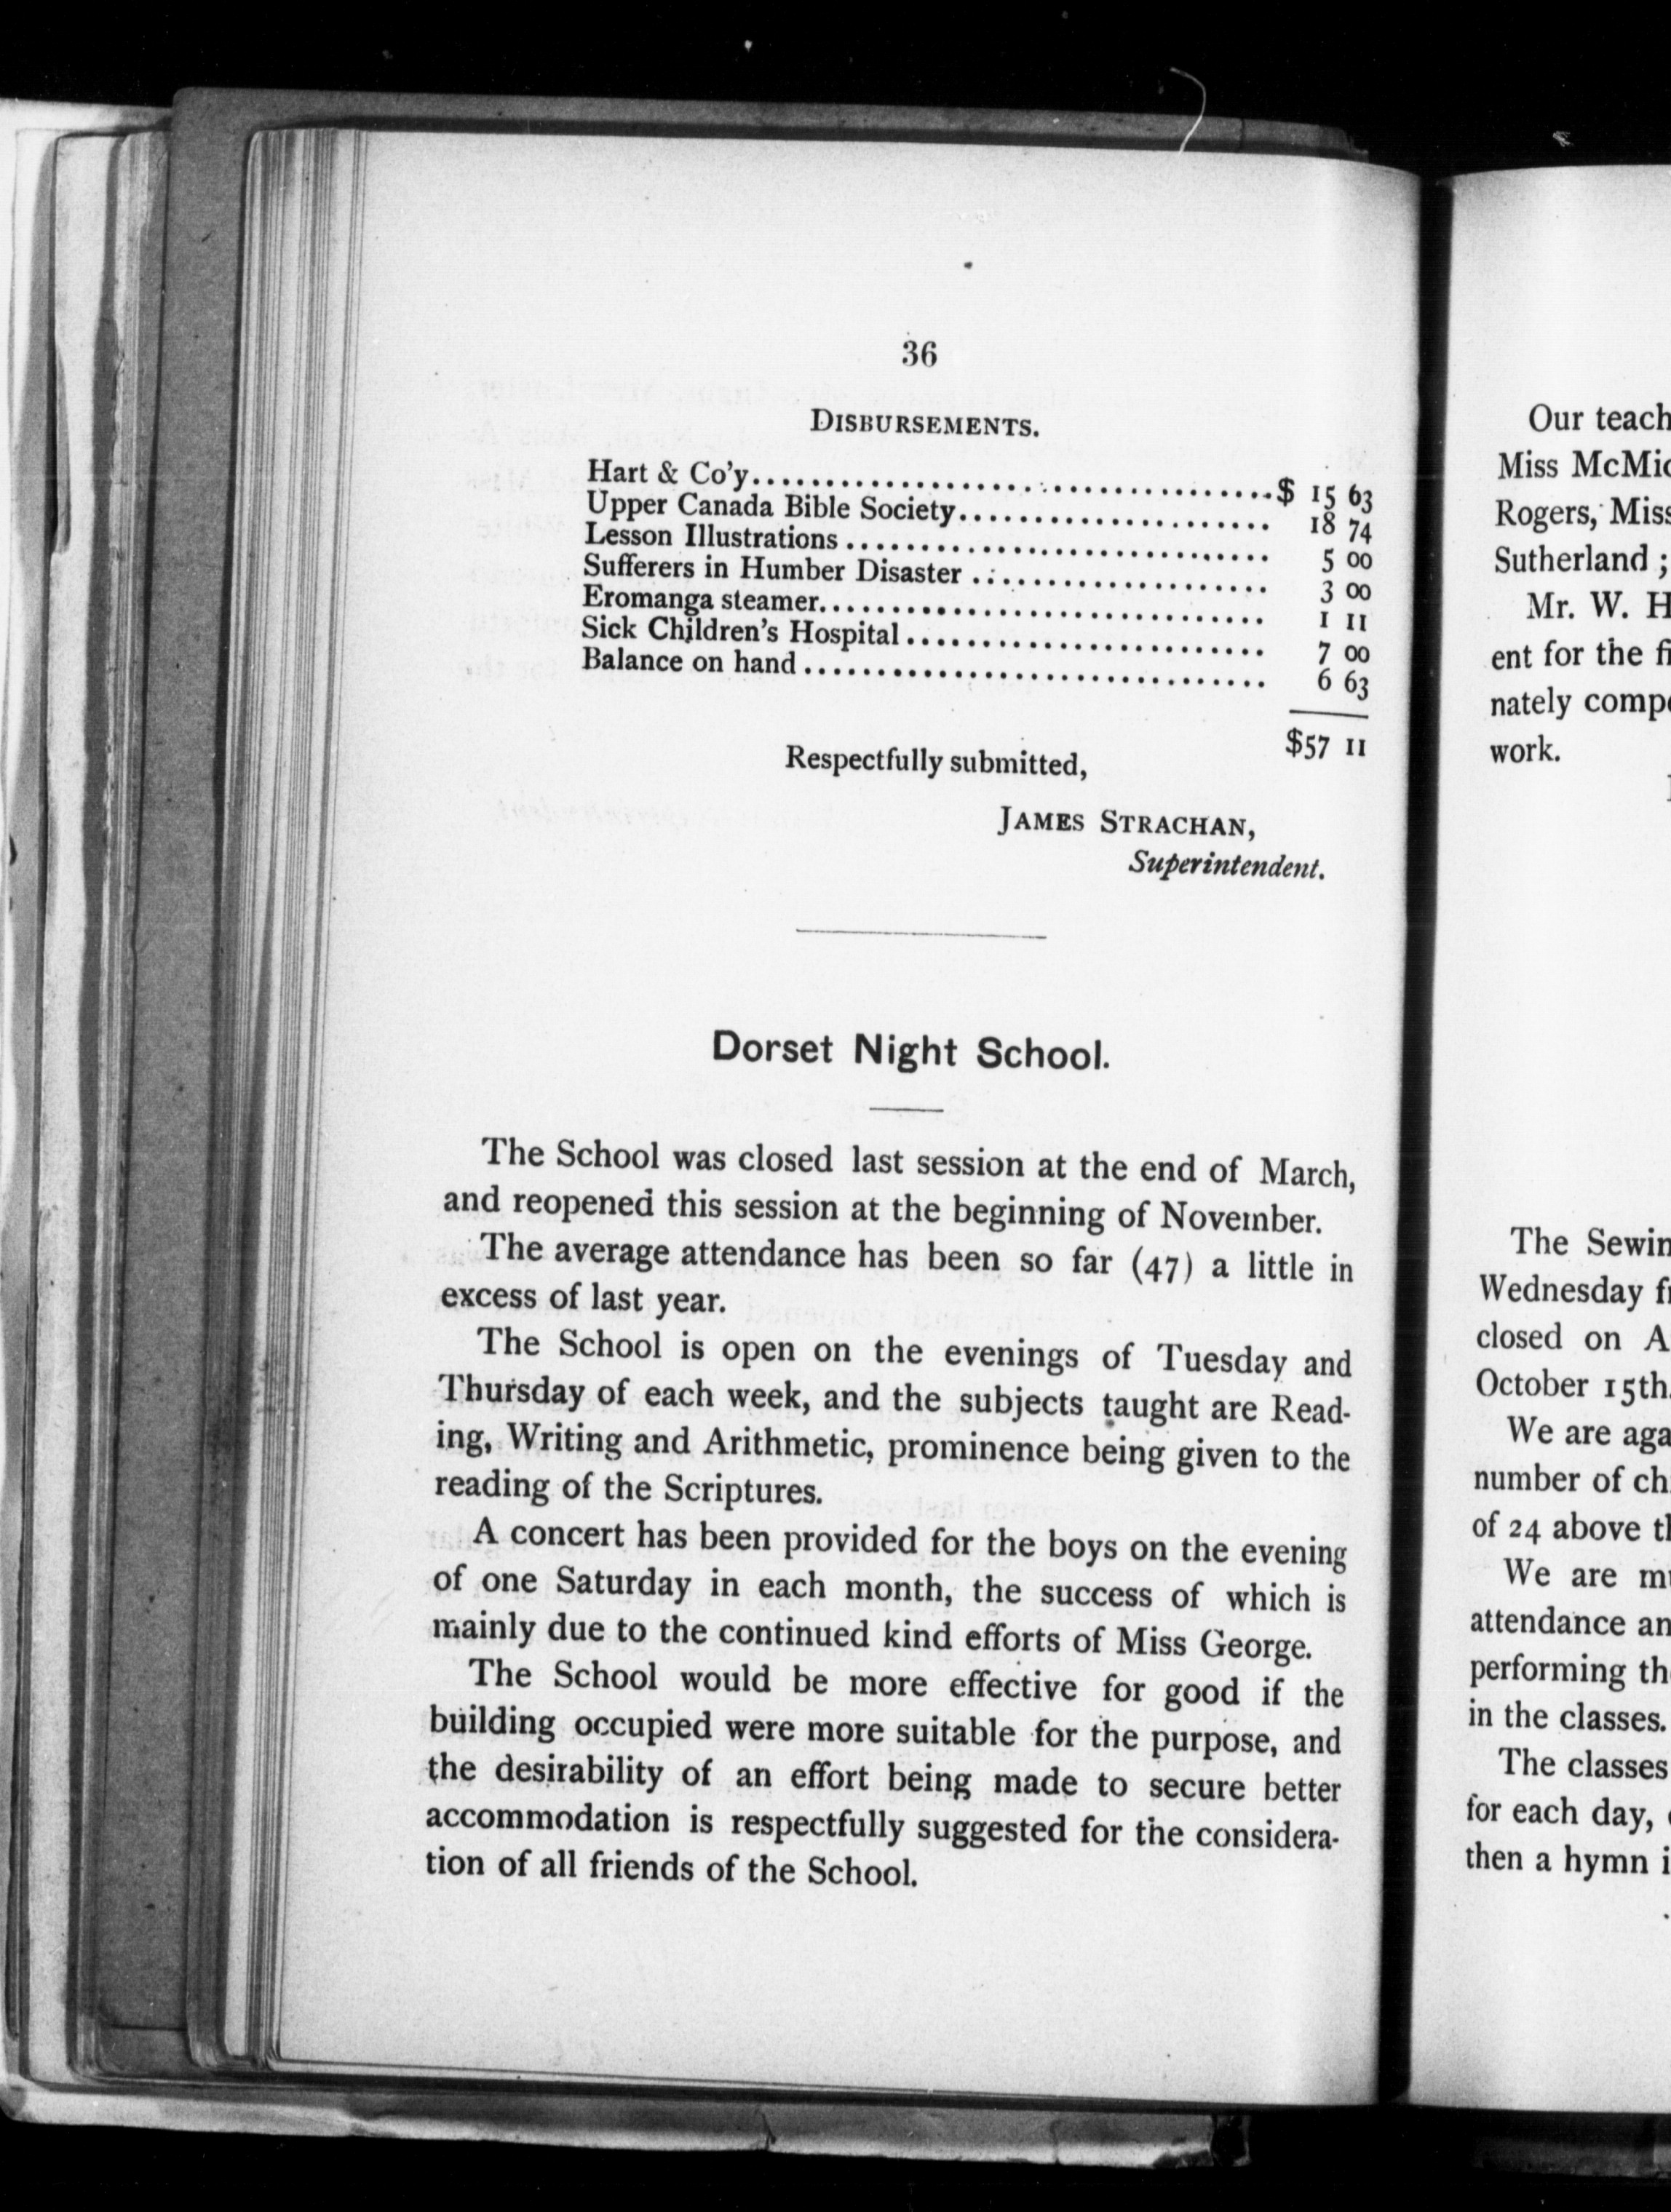 36
DISBURSEMENTS.
Hart & Co'y........................................$ 15 63
Upper Canada Bible Society...................... 18 74
Lesson Illustrations .............................. 5 00
Sufferers in Humber Disaster ..................... 3 00
Eromanga steamer................................ 1 11
Sick Children's Hospital .......................... 7 00
Balance on hand ................................. 6 63
$57 11
Respectfully submitted,
JAMES STRACHAN,
Superintendent.
Dorset Night School.
The School was closed last session at the end of March,
and reopened this session at the beginning of November.
The average attendance has been so far (47) a little in
excess of last year.
The School is open on the evenings of Tuesday and
Thursday of each week, and the subjects taught are Read-
ing, Writing and Arithmetic, prominence being given to the
reading of the Scriptures.
A concert has been provided for the boys on the evening
of one Saturday in each month, the success of which is
mainly due to the continued kind efforts of Miss George.
The School would be more effective for good if the
building occupied were more suitable for the purpose, and
the desirability of an effort being made to secure better
accommodation is respectfully suggested for the considera-
tion of all friends of the School.
Our teach
Miss McMic
Rogers, Miss
Sutherland ;
Mr. W. H
ent for the fi
nately comp
work.
The Sewin
Wednesday fr
closed on A
October 15th.
We are aga
number of ch
of 24 above th
We are mu
attendance an
performing the
in the classes.
The classes
for each day,
then a hymn i